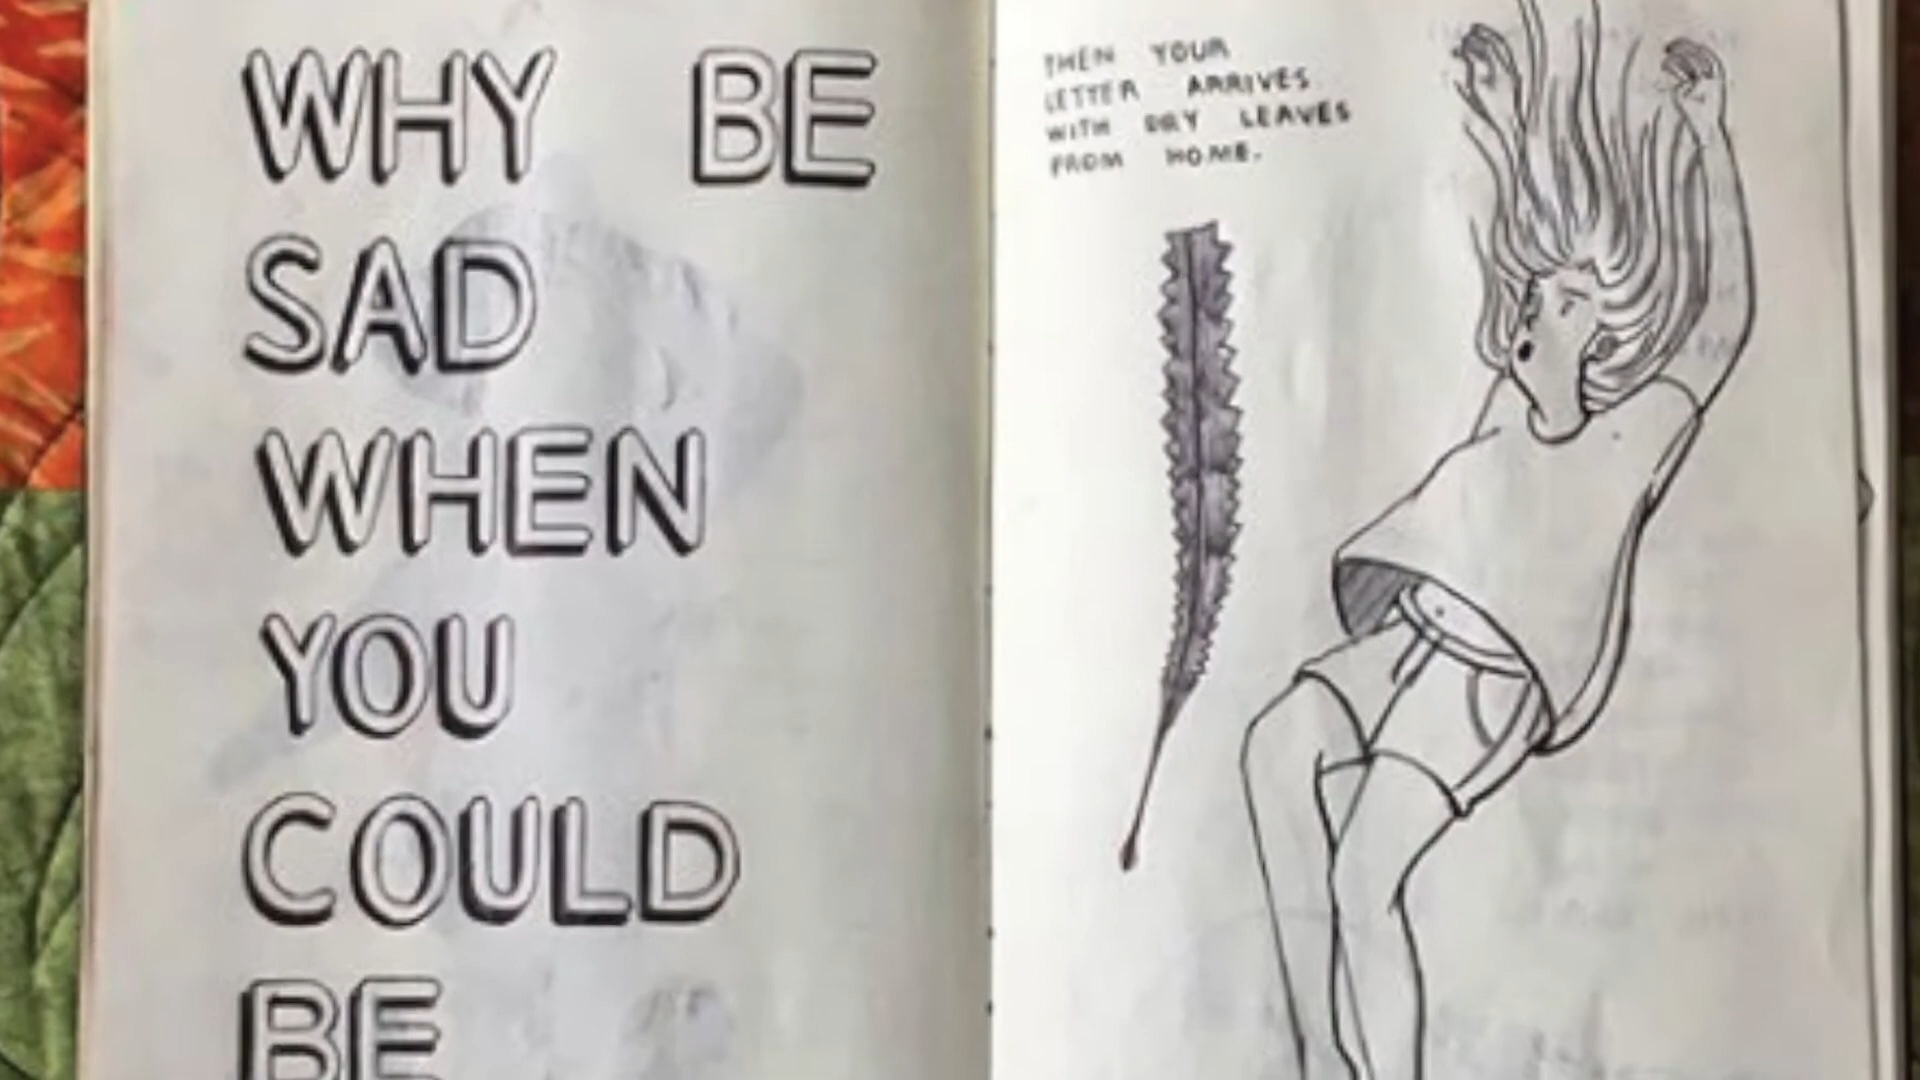 WHY BE
SAD
WHEN
YOU
COULD
BE
THEN YOUR
LETTER ARRIVES
WITH DRY LEAVES
FROM HOME.